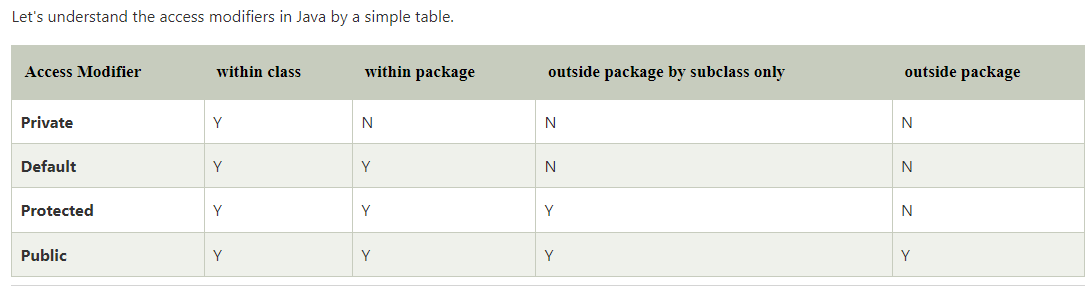 Let's understand the access modifiers in Java by a simple table.
Access Modifier within class within package outside package by subclass only outside package
Private Y N N N
Default Y Y N N
Protected Y Y Y N
Public Y Y Y Y